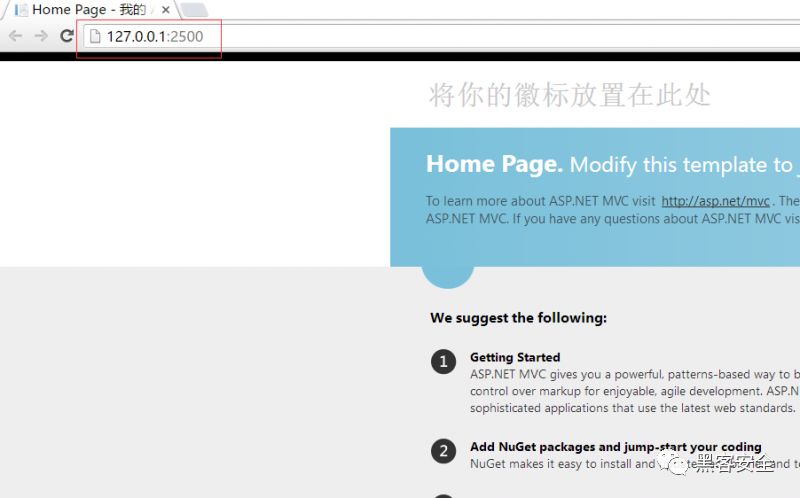 Home Page - 我的
127.0.0.1:2500
将你的徽标放置在此处
Home Page. Modify this template to
To learn more about ASP.NET MVC visit http://asp.net/mvc. The
ASP.NET MVC. If you have any questions about ASP.NET MVC vis
We suggest the following:
1 Getting Started
ASP.NET MVC gives you a powerful, patterns-based way to b
control over markup for enjoyable, agile development. ASP.N
sophisticated applications that use the latest web standards.
2 Add NuGet packages and jump-start your coding
NuGet makes it easy to install and
黑客安全